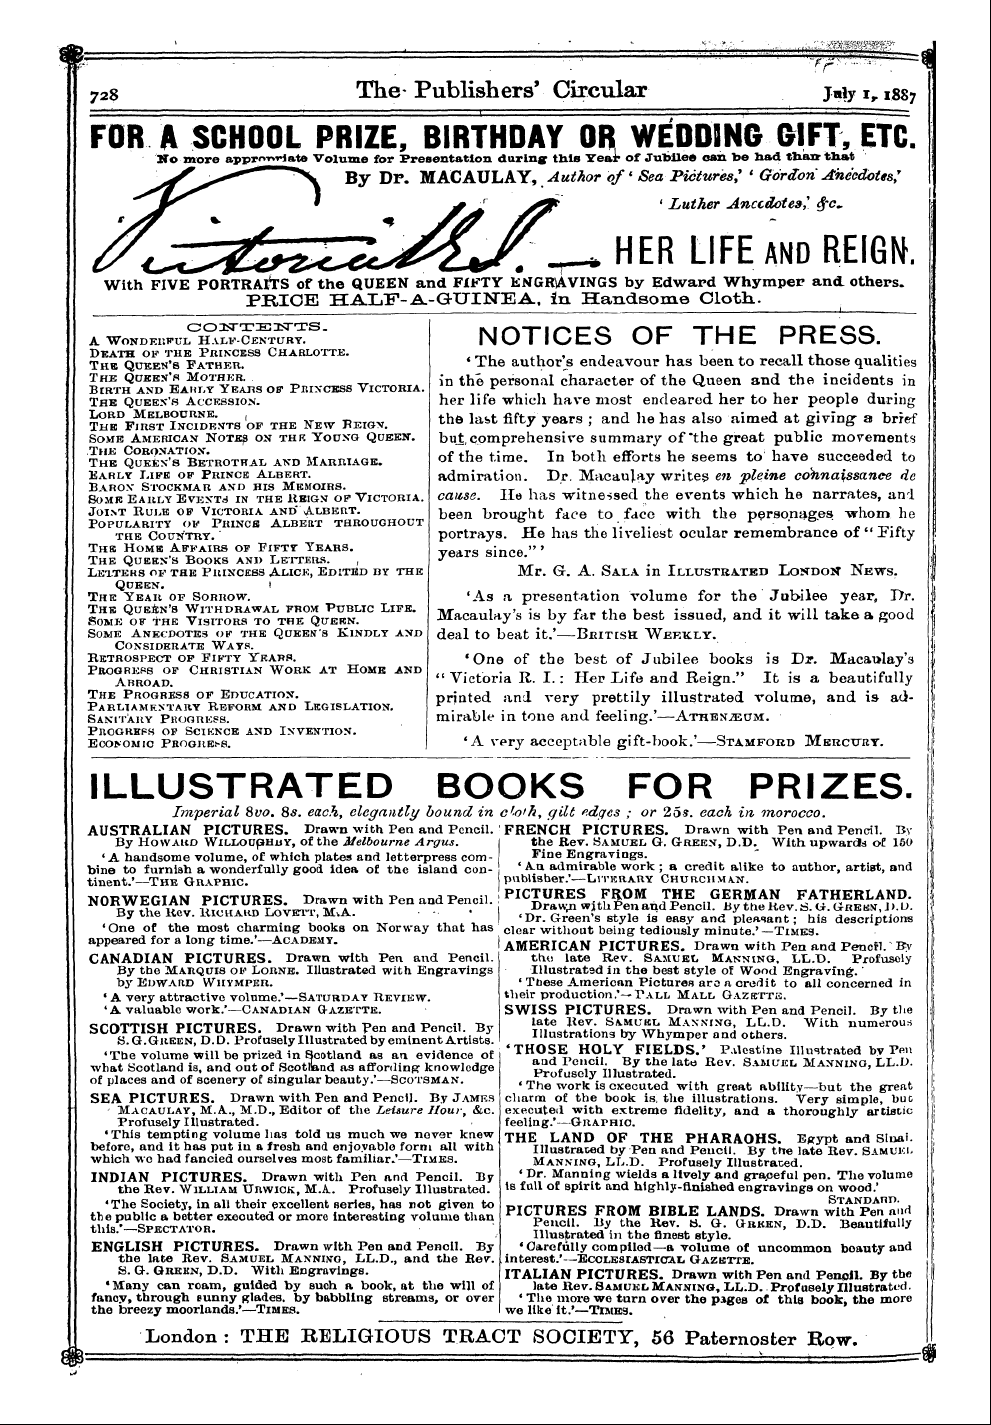 728 The Publishers' Circular July 1, 1887
FOR A SCHOOL PRIZE, BIRTHDAY OR WEDDING GIFT, ETC.
No more appropriate Volume for Presentation during this Year of Jubilee can be had than that
By Dr. MACAULAY, Author of ' Sea Pictures,' ' Gordon Anecdotes,'
' Luther Anecdotes,' &c.
Victoria R. I. — HER LIFE AND REIGN.
With FIVE PORTRAITS of the QUEEN and FIFTY ENGRAVINGS by Edward Whymper and others.
PRICE HALF-A-GUINEA, in Handsome Cloth.
CONTENTS.
A WONDERFUL HALF-CENTURY.
DEATH OF THE PRINCESS CHARLOTTE.
THE QUEEN'S FATHER.
THE QUEEN'S MOTHER.
BIRTH AND EARLY YEARS OF PRINCESS VICTORIA.
THE QUEEN'S ACCESSION.
LORD MELBOURNE.
THE FIRST INCIDENTS OF THE NEW REIGN.
SOME AMERICAN NOTES ON THE YOUNG QUEEN.
THE CORONATION.
THE QUEEN'S BETROTHAL AND MARRIAGE.
EARLY LIFE OF PRINCE ALBERT.
BARON STOCKMAR AND HIS MEMOIRS.
SOME EARLY EVENTS IN THE REIGN OF VICTORIA.
JOINT RULE OF VICTORIA AND ALBERT.
POPULARITY OF PRINCE ALBERT THROUGHOUT
THE COUNTRY.
THE HOME AFFAIRS OF FIFTY YEARS.
THE QUEEN'S BOOKS AND LETTERS.
LETTERS OF THE PRINCESS ALICE, EDITED BY THE
QUEEN.
THE YEAR OF SORROW.
THE QUEEN'S WITHDRAWAL FROM PUBLIC LIFE.
SOME OF THE VISITORS TO THE QUEEN.
SOME ANECDOTES OF THE QUEEN'S KINDLY AND
CONSIDERATE WAYS.
RETROSPECT OF FIFTY YEARS.
PROGRESS OF CHRISTIAN WORK AT HOME AND
ABROAD.
THE PROGRESS OF EDUCATION.
PARLIAMENTARY REFORM AND LEGISLATION.
SANITARY PROGRESS.
PROGRESS OF SCIENCE AND INVENTION.
ECONOMIC PROGRESS.
NOTICES OF THE PRESS.
' The author's endeavour has been to recall those qualities
in the personal character of the Queen and the incidents in
her life which have most endeared her to her people during
the last fifty years ; and he has also aimed at giving a brief
but comprehensive summary of the great public movements
of the time. In both efforts he seems to have succeeded to
admiration. Dr. Macaulay writes en pleine connaissance de
cause. He has witnessed the events which he narrates, and
been brought face to face with the personages whom he
portrays. He has the liveliest ocular remembrance of " Fifty
years since." '
Mr. G. A. SALA in ILLUSTRATED LONDON NEWS.
'As a presentation volume for the Jubilee year, Dr.
Macaulay's is by far the best issued, and it will take a good
deal to beat it.'—BRITISH WEEKLY.
'One of the best of Jubilee books is Dr. Macaulay's
" Victoria R. I. : Her Life and Reign." It is a beautifully
printed and very prettily illustrated volume, and is ad-
mirable in tone and feeling.'—ATHENÆUM.
'A very acceptable gift-book.'—STAMFORD MERCURY.
ILLUSTRATED BOOKS FOR PRIZES.
Imperial 8vo. 8s. each, elegantly bound in cloth, gilt edges ; or 25s. each in morocco.
AUSTRALIAN PICTURES. Drawn with Pen and Pencil.
By HOWARD WILLOUGHBY, of the Melbourne Argus.
'A handsome volume, of which plates and letterpress com-
bine to furnish a wonderfully good idea of the island con-
tinent.'—THE GRAPHIC.
NORWEGIAN PICTURES. Drawn with Pen and Pencil.
By the Rev. RICHARD LOVETT, M.A.
'One of the most charming books on Norway that has
appeared for a long time.'—ACADEMY.
CANADIAN PICTURES. Drawn with Pen and Pencil.
By the MARQUIS OF LORNE. Illustrated with Engravings
by EDWARD WHYMPER.
'A very attractive volume.'—SATURDAY REVIEW.
'A valuable work.'—CANADIAN GAZETTE.
SCOTTISH PICTURES. Drawn with Pen and Pencil. By
S. G. GREEN, D.D. Profusely Illustrated by eminent Artists.
'The volume will be prized in Scotland as an evidence of
what Scotland is, and out of Scotland as affording knowledge
of places and of scenery of singular beauty.'—SCOTSMAN.
SEA PICTURES. Drawn with Pen and Pencil. By JAMES
MACAULAY, M.A., M.D., Editor of the Leisure Hour, &c.
Profusely Illustrated.
'This tempting volume has told us much we never knew
before, and it has put in a fresh and enjoyable form all with
which we had fancied ourselves most familiar.'—TIMES.
INDIAN PICTURES. Drawn with Pen and Pencil. By
the Rev. WILLIAM URWICK, M.A. Profusely Illustrated.
'The Society, in all their excellent series, has not given to
the public a better executed or more interesting volume than
this.'—SPECTATOR.
ENGLISH PICTURES. Drawn with Pen and Pencil. By
the late Rev. SAMUEL MANNING, LL.D., and the Rev.
S. G. GREEN, D.D. With Engravings.
'Many can roam, guided by such a book, at the will of
fancy, through sunny glades, by babbling streams, or over
the breezy moorlands.'—TIMES.
FRENCH PICTURES. Drawn with Pen and Pencil. By
the Rev. SAMUEL G. GREEN, D.D. With upwards of 150
Fine Engravings.
'An admirable work ; a credit alike to author, artist, and
publisher.'—LITERARY CHURCHMAN.
PICTURES FROM THE GERMAN FATHERLAND.
Drawn with Pen and Pencil. By the Rev. S. G. GREEN, D.D.
'Dr. Green's style is easy and pleasant ; his descriptions
clear without being tediously minute.'—TIMES.
AMERICAN PICTURES. Drawn with Pen and Pencil. By
the late Rev. SAMUEL MANNING, LL.D. Profusely
Illustrated in the best style of Wood Engraving.
'These American Pictures are a credit to all concerned in
their production.'—PALL MALL GAZETTE.
SWISS PICTURES. Drawn with Pen and Pencil. By the
late Rev. SAMUEL MANNING, LL.D. With numerous
Illustrations by Whymper and others.
'THOSE HOLY FIELDS.' Palestine Illustrated by Pen
and Pencil. By the late Rev. SAMUEL MANNING, LL.D.
Profusely Illustrated.
'The work is executed with great ability—but the great
charm of the book is the illustrations. Very simple, but
executed with extreme fidelity, and a thoroughly artistic
feeling.'—GRAPHIC.
THE LAND OF THE PHARAOHS. Egypt and Sinai.
Illustrated by Pen and Pencil. By the late Rev. SAMUEL
MANNING, LL.D. Profusely Illustrated.
'Dr. Manning wields a lively and graceful pen. The volume
is full of spirit and highly-finished engravings on wood.'
STANDARD.
PICTURES FROM BIBLE LANDS. Drawn with Pen and
Pencil. By the Rev. S. G. GREEN, D.D. Beautifully
Illustrated in the finest style.
'Carefully compiled—a volume of uncommon beauty and
interest.'—ECCLESIASTICAL GAZETTE.
ITALIAN PICTURES. Drawn with Pen and Pencil. By the
late Rev. SAMUEL MANNING, LL.D. Profusely Illustrated.
'The more we turn over the pages of this book, the more
we like it.'—TIMES.
London : THE RELIGIOUS TRACT SOCIETY, 56 Paternoster Row.